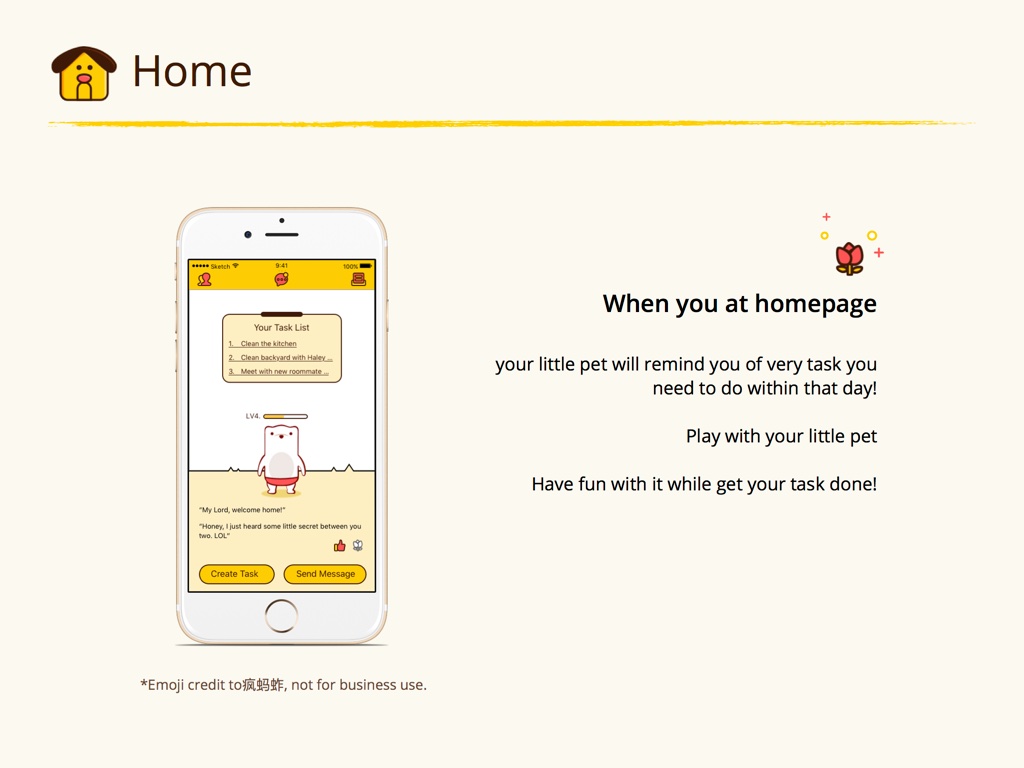 Home
Sketch
9:41
100%
Your Task List
1. Clean the kitchen
2. Clean backyard with Haley ...
3. Meet with new roommate ...
LV4.
“My Lord, welcome home!”
“Honey, I just heard some little secret between you
two. LOL”
Create Task
Send Message
*Emoji credit to疯蚂蚱, not for business use.
When you at homepage
your little pet will remind you of very task you
need to do within that day!
Play with your little pet
Have fun with it while get your task done!